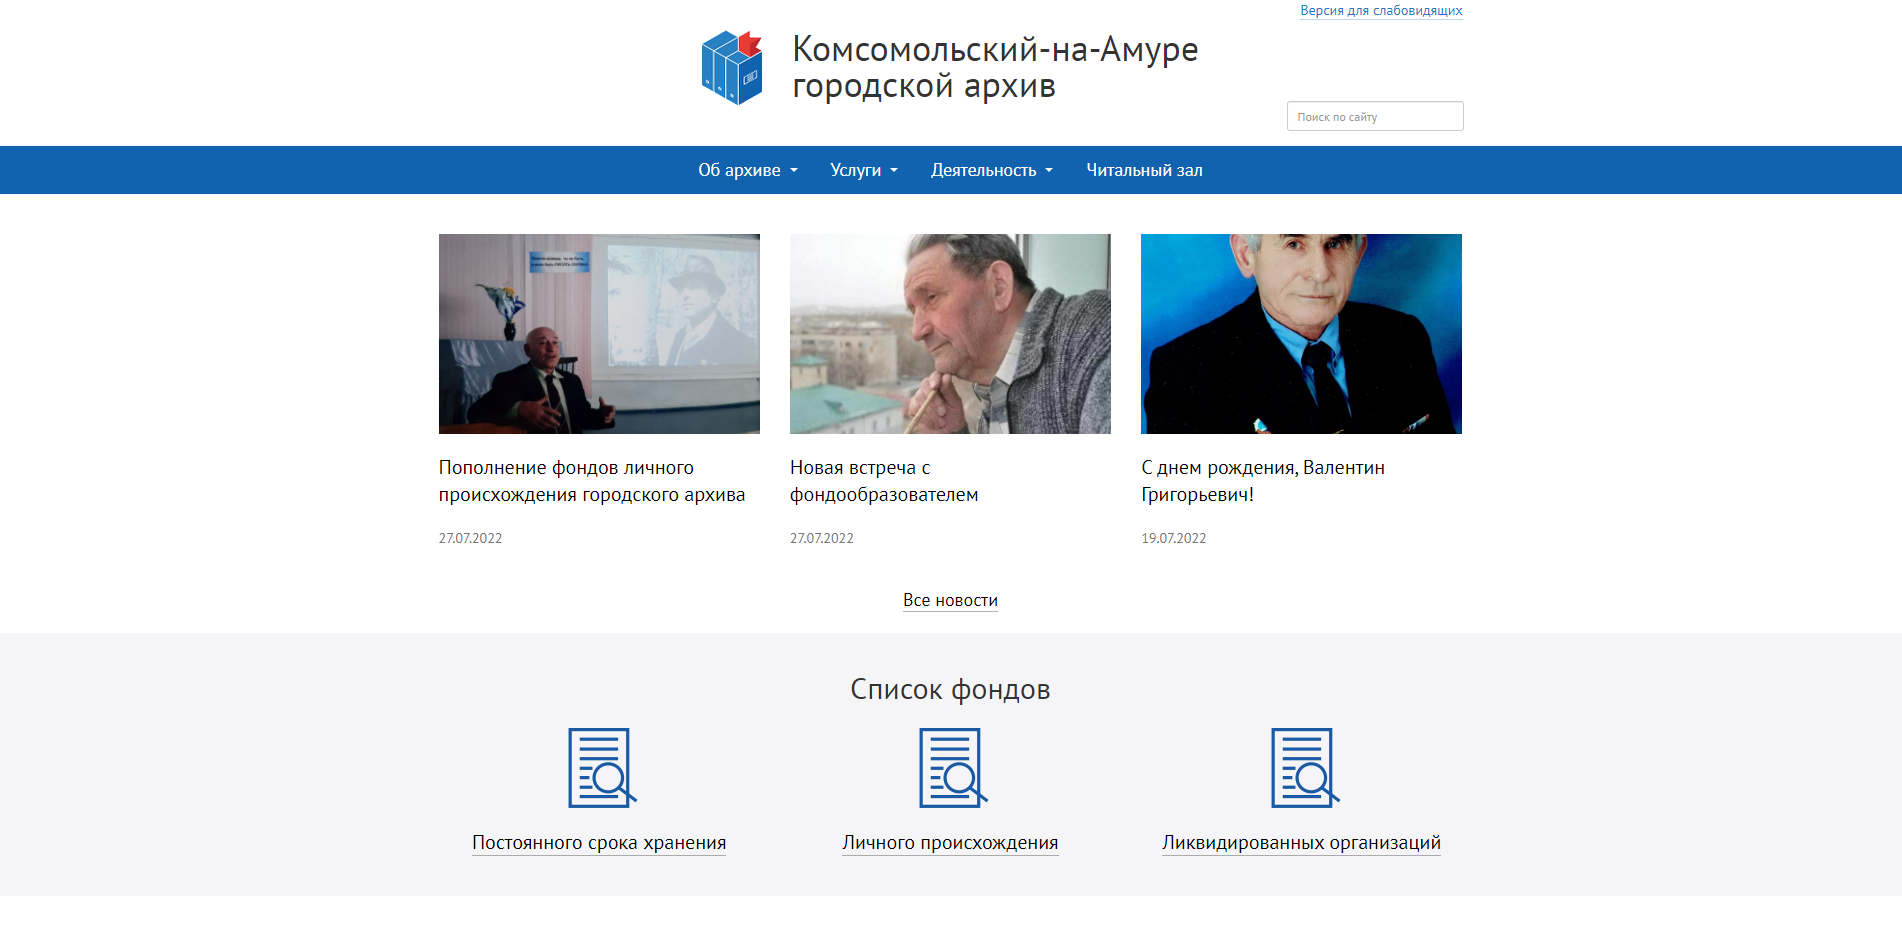 Версия для слабовидящих
Комсомольский-на-Амуре
городской архив
Поиск по сайту
Об архиве
Услуги
Деятельность
Читальный зал
Пополнение фондов личного
происхождения городского архива
27.07.2022
Новая встреча с
фондообразователем
27.07.2022
С днем рождения, Валентин
Григорьевич!
19.07.2022
Все новости
Список фондов
Постоянного срока хранения
Личного происхождения
Ликвидированных организаций